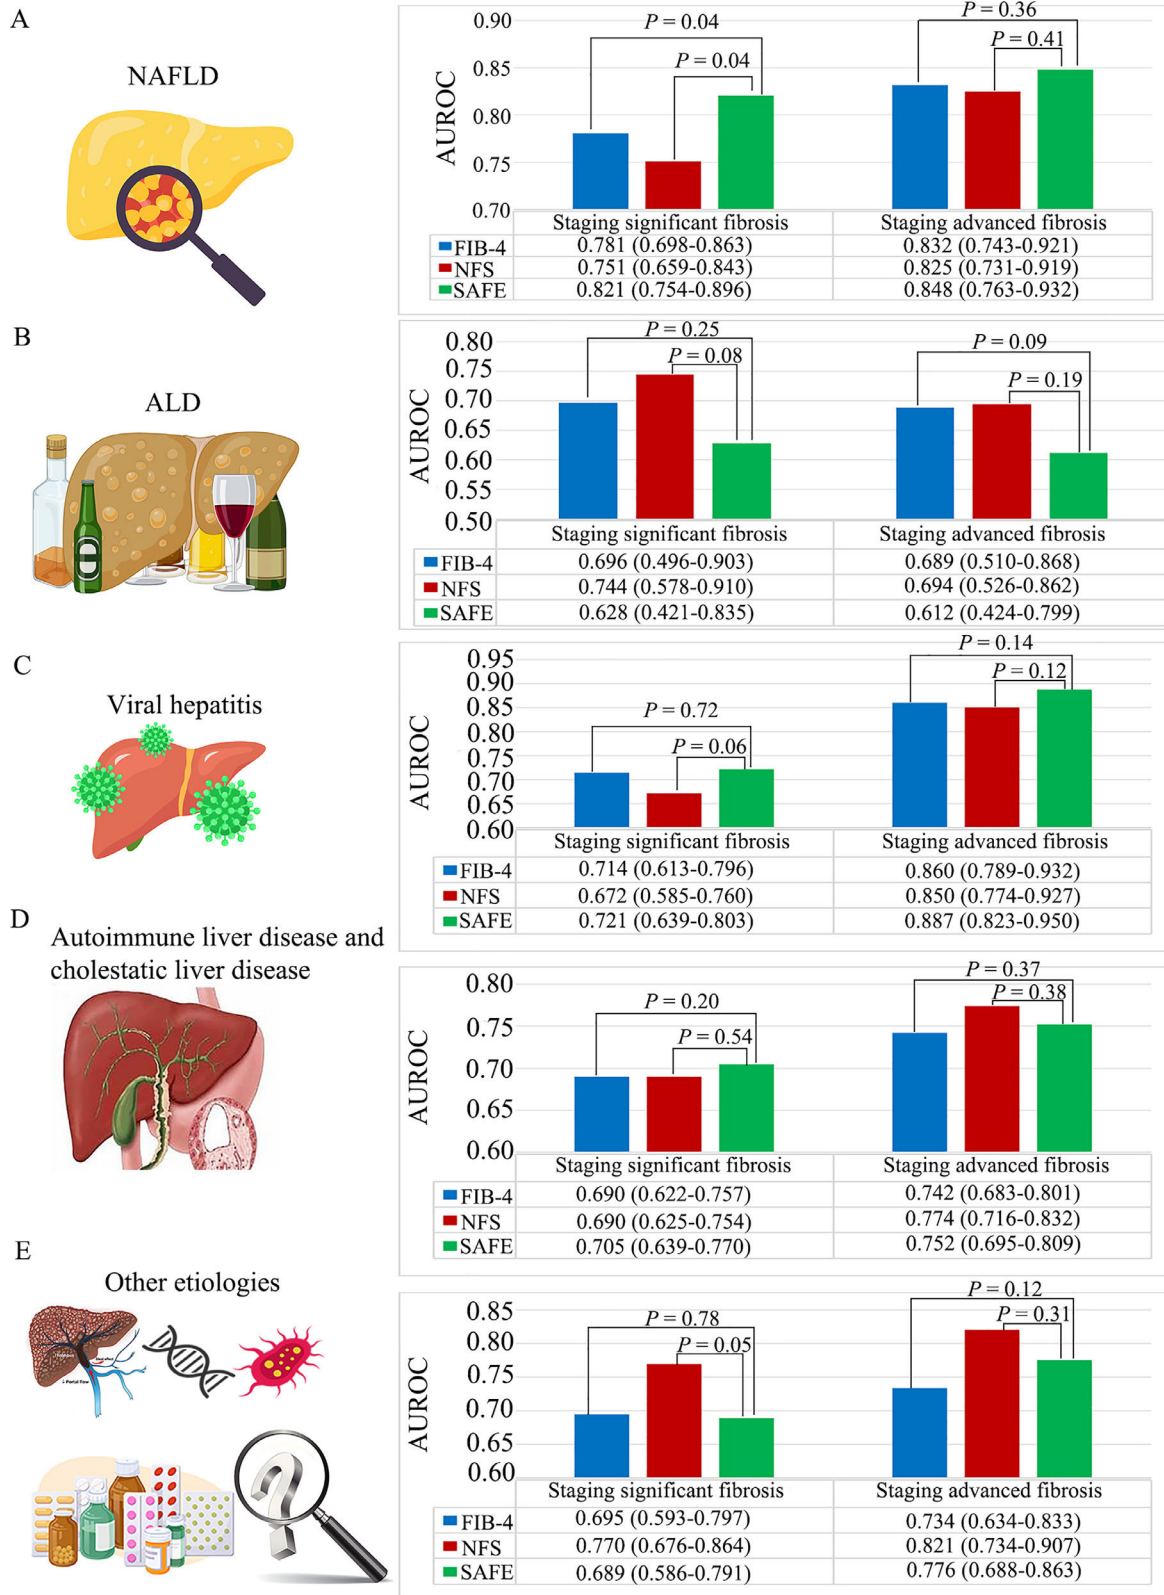 A
NAFLD
AUROC
0.90
0.85
0.80
0.75
0.70
P = 0.04
P = 0.04
P = 0.36
P = 0.41
Staging significant fibrosis Staging advanced fibrosis
FIB-4 0.781 (0.698-0.863) 0.832 (0.743-0.921)
NFS 0.751 (0.659-0.843) 0.825 (0.731-0.919)
SAFE 0.821 (0.754-0.896) 0.848 (0.763-0.932)
B
ALD
AUROC
0.80
0.75
0.70
0.65
0.60
0.55
0.50
P = 0.25
P = 0.08
P = 0.09
P = 0.19
Staging significant fibrosis Staging advanced fibrosis
FIB-4 0.696 (0.496-0.903) 0.689 (0.510-0.868)
NFS 0.744 (0.578-0.910) 0.694 (0.526-0.862)
SAFE 0.628 (0.421-0.835) 0.612 (0.424-0.799)
C
Viral hepatitis
AUROC
0.95
0.90
0.85
0.80
0.75
0.70
0.65
0.60
P = 0.72
P = 0.06
P = 0.14
P = 0.12
Staging significant fibrosis Staging advanced fibrosis
FIB-4 0.714 (0.613-0.796) 0.860 (0.789-0.932)
NFS 0.672 (0.585-0.760) 0.850 (0.774-0.927)
SAFE 0.721 (0.639-0.803) 0.887 (0.823-0.950)
D
Autoimmune liver disease and
cholestatic liver disease
AUROC
0.80
0.75
0.70
0.65
0.60
P = 0.20
P = 0.54
P = 0.37
P = 0.38
Staging significant fibrosis Staging advanced fibrosis
FIB-4 0.690 (0.622-0.757) 0.742 (0.683-0.801)
NFS 0.690 (0.625-0.754) 0.774 (0.716-0.832)
SAFE 0.705 (0.639-0.770) 0.752 (0.695-0.809)
E
Other etiologies
Portal Flow
AUROC
0.85
0.80
0.75
0.70
0.65
0.60
P = 0.78
P = 0.05
P = 0.12
P = 0.31
Staging significant fibrosis Staging advanced fibrosis
FIB-4 0.695 (0.593-0.797) 0.734 (0.634-0.833)
NFS 0.770 (0.676-0.864) 0.821 (0.734-0.907)
SAFE 0.689 (0.586-0.791) 0.776 (0.688-0.863)